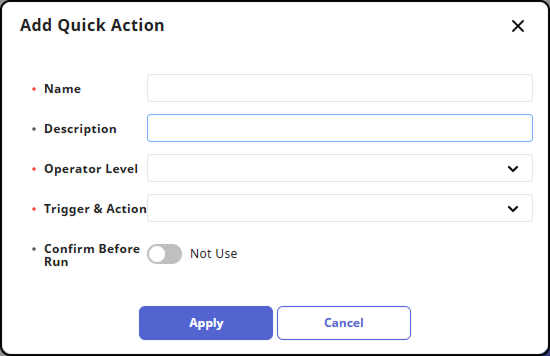 Add Quick Action
Name
Description
Operator Level
Trigger & Action
Confirm Before
Run
Not Use
Apply
Cancel